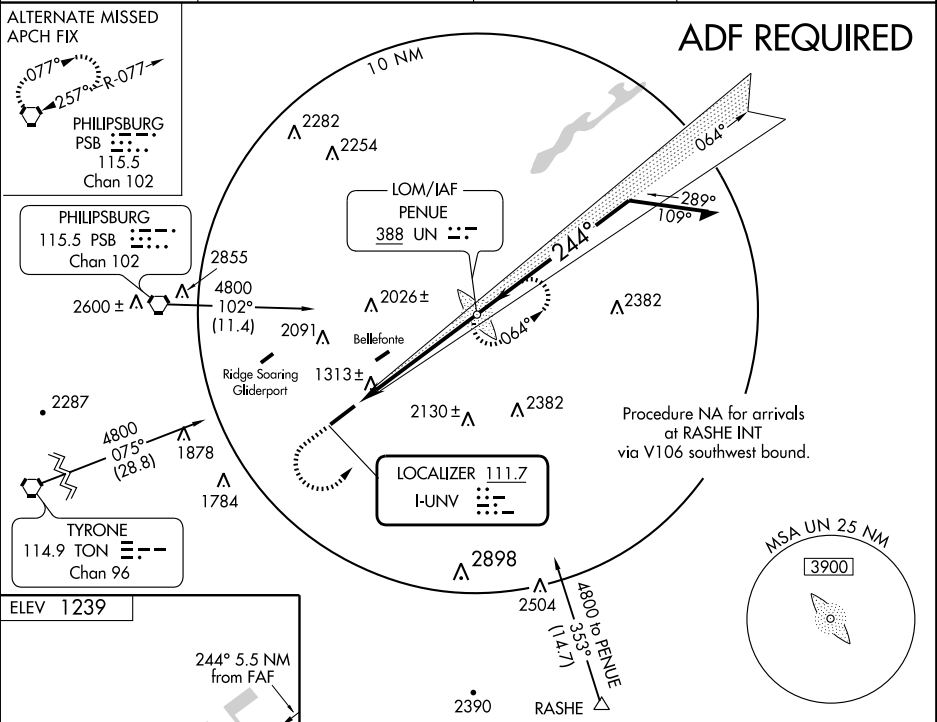 ALTERNATE MISSED
APCH FIX
077°
257°
R-077
PHILIPSBURG
PSB
115.5
Chan 102
ADF REQUIRED
10 NM
2282
2254
064°
LOM/IAF
PENUE
388 UN
289°
109°
244°
PHILIPSBURG
115.5 PSB
Chan 102
2855
2600 ±
4800
102°
(11.4)
2026 ±
2382
2091
064°
Bellefonte
Ridge Soaring
Gliderport
1313 ±
2287
2130 ±
2382
Procedure NA for arrivals
at RASHE INT
via V106 southwest bound.
4800
075°
(28.8)
1878
1784
LOCALIZER 111.7
I-UNV
TYRONE
114.9 TON
Chan 96
MSA UN 25 NM
3900
2898
2504
4800 to PENUE
353°
(14.7)
ELEV 1239
244° 5.5 NM
from FAF
2390
RASHE